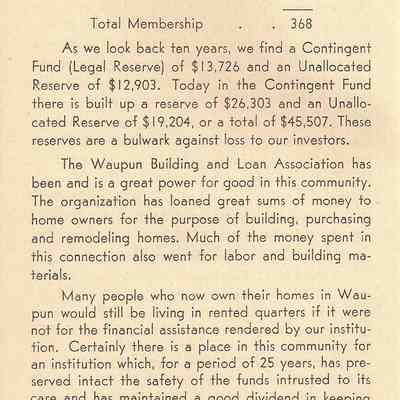 Total Membership . . 368
As we look back ten years, we find a Contingent
Fund (Legal Reserve) of $13,726 and an Unallocated
Reserve of $12,903. Today in the Contingent Fund
there is built up a reserve of $26,303 and an Unallo-
cated Reserve of $19,204, or a total of $45,507. These
reserves are a bulwark against loss to our investors.
The Waupun Building and Loan Association has
been and is a great power for good in this community.
The organization has loaned great sums of money to
home owners for the purpose of building, purchasing
and remodeling homes. Much of the money spent in
this connection also went for labor and building ma-
terials.
Many people who now own their homes in Wau-
pun would still be living in rented quarters if it were
not for the financial assistance rendered by our institu-
tion. Certainly there is a place in this community for
an institution which, for a period of 25 years, has pre-
served intact the safety of the funds intrusted to its
care and has maintained a good dividend in keeping